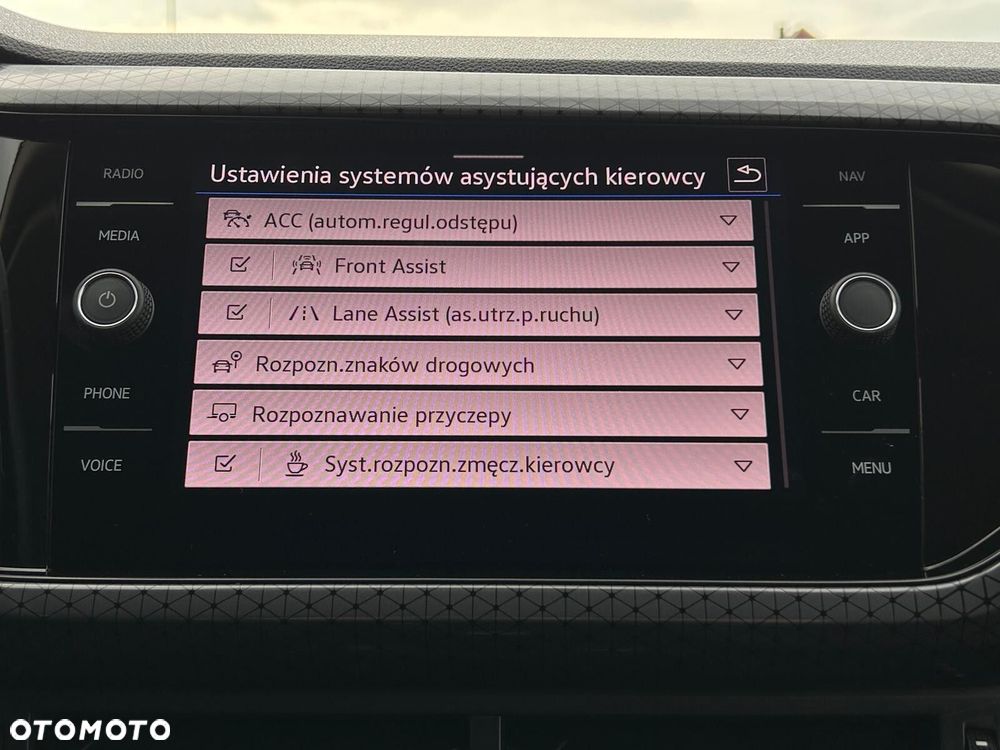 RADIO
MEDIA
PHONE
VOICE
Ustawienia systemów asystujących kierowcy
ACC (autom.regul.odstępu)
Front Assist
Lane Assist (as.utrz.p.ruchu)
Rozpozn.znaków drogowych
Rozpoznawanie przyczepy
Syst.rozpozn.zmęcz.kierowcy
NAV
APP
CAR
MENU
OTOMOTO